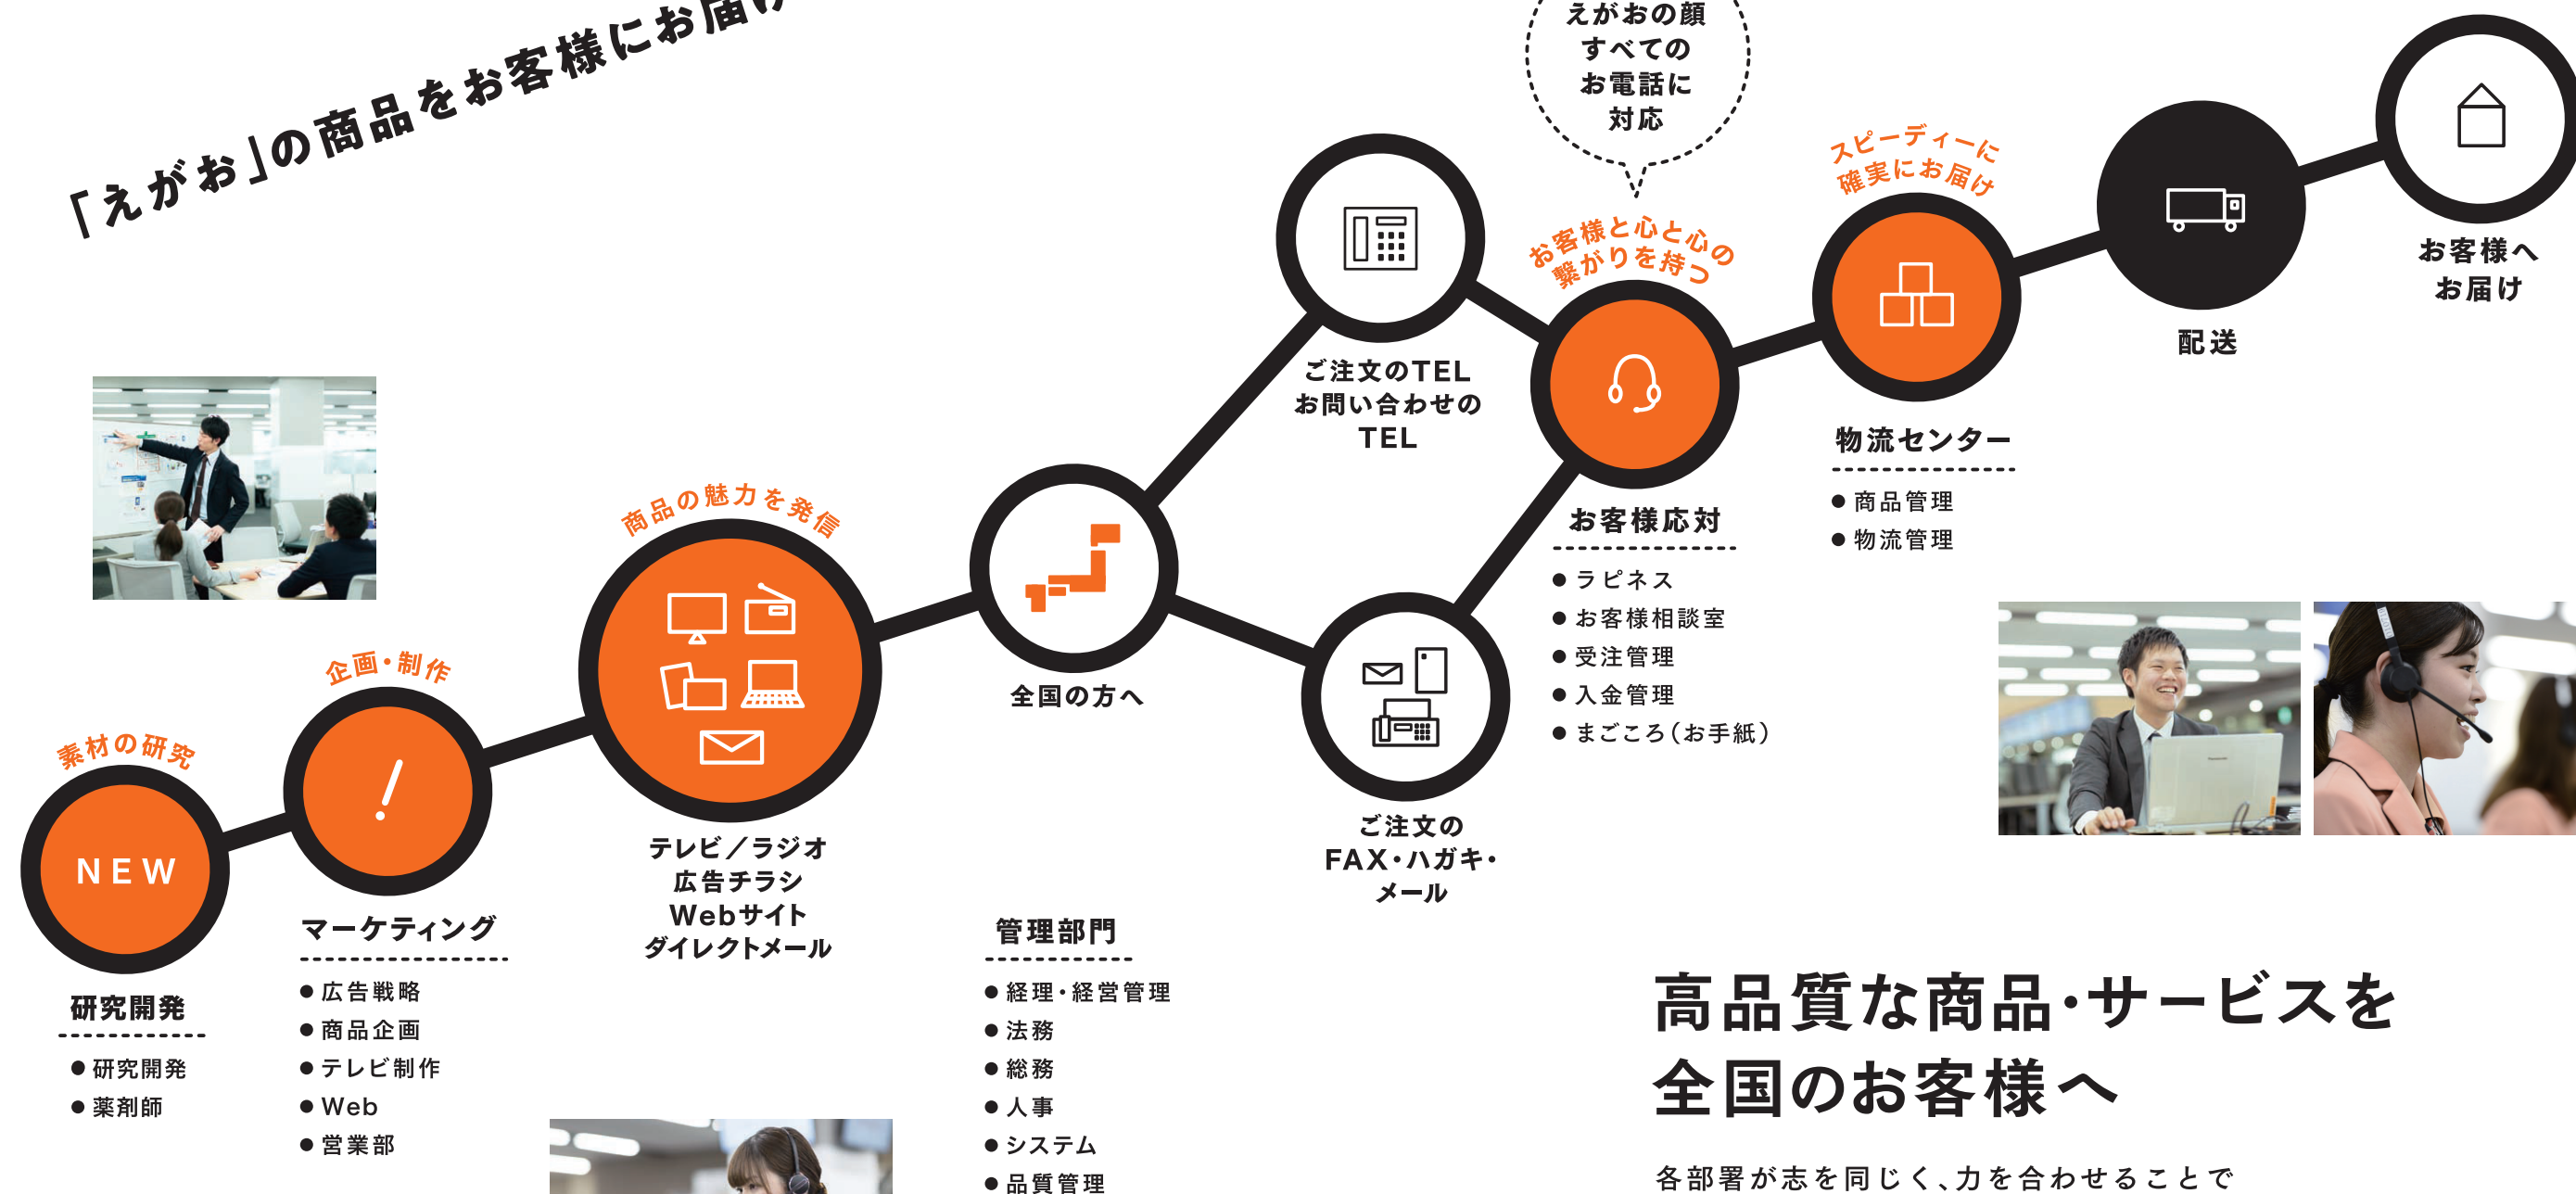 「えがお」の商品をお客様にお届け
えがおの顔
すべての
お電話に
対応
素材の研究
NEW
研究開発
● 研究開発
● 薬剤師
企画・制作
!
マーケティング
● 広告戦略
● 商品企画
● テレビ制作
● Web
● 営業部
商品の魅力を発信
テレビ／ラジオ
広告チラシ
Webサイト
ダイレクトメール
全国の方へ
管理部門
● 経理・経営管理
● 法務
● 総務
● 人事
● システム
● 品質管理
ご注文のTEL
お問い合わせの
TEL
ご注文の
FAX・ハガキ・
メール
お客様と心と心の
繋がりを持つ
お客様応対
● ラピネス
● お客様相談室
● 受注管理
● 入金管理
● まごころ（お手紙）
スピーディーに
確実にお届け
物流センター
● 商品管理
● 物流管理
配送
お客様へ
お届け
高品質な商品・サービスを
全国のお客様へ
各部署が志を同じく、力を合わせることで